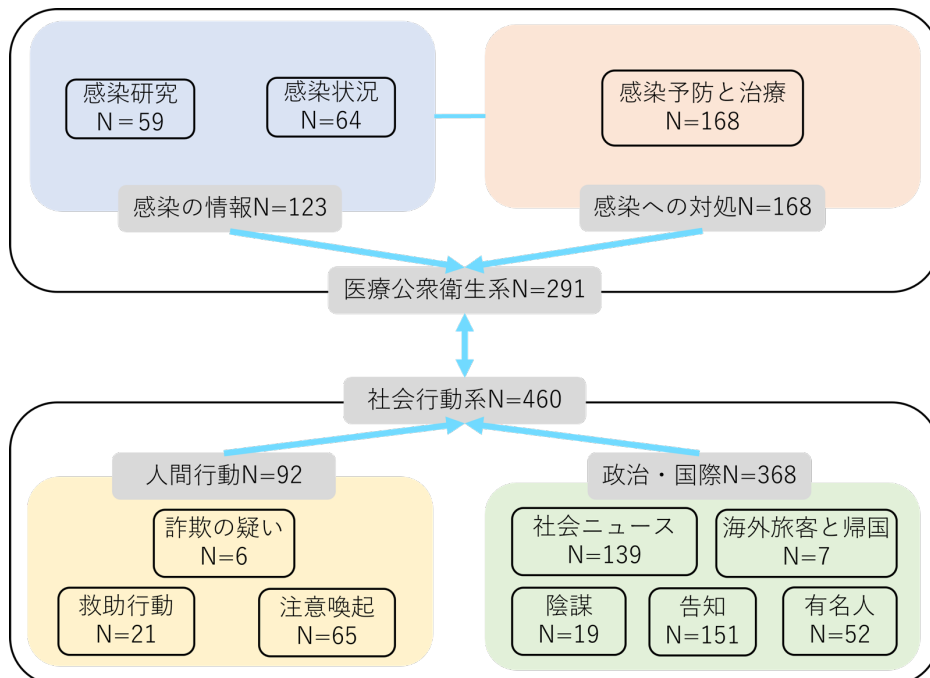 感染研究
N=59
感染状況
N=64
感染予防と治療
N=168
感染の情報N=123
感染への対処N=168
医療公衆衛生系N=291
社会行動系N=460
人間行動N=92
政治・国際N=368
詐欺の疑い
N=6
救助行動
N=21
注意喚起
N=65
社会ニュース
N=139
海外旅客と帰国
N=7
陰謀
N=19
告知
N=151
有名人
N=52